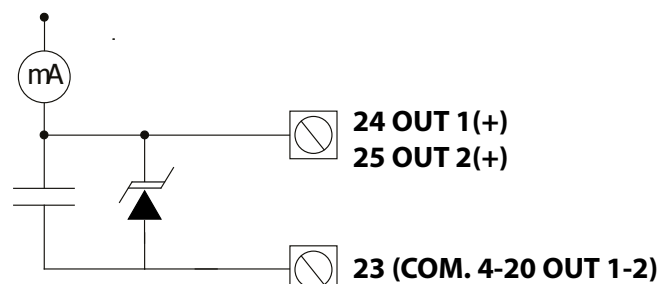 mA
24 OUT 1(+)
25 OUT 2(+)
23 (COM. 4-20 OUT 1-2)